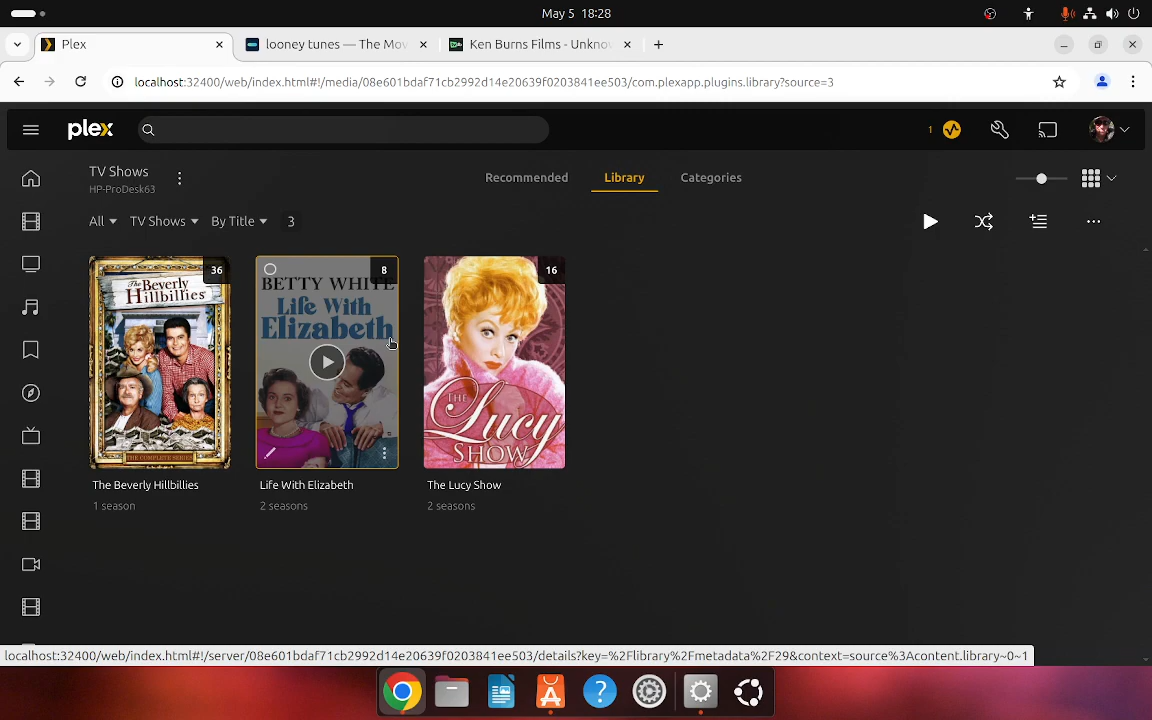 May 5 18:28
Plex
looney tunes — The Mov
Ken Burns Films - Unkno
localhost:32400/web/index.html#!/media/08e601bdaf71cb2992d14e20639f0203841ee503/com.plexapp.plugins.library?source=3
plex
1
TV Shows
HP-ProDesk63
Recommended
Library
Categories
All
TV Shows
By Title
3
36
The Beverly Hillbillies
THE COMPLETE SERIES
8
BETTY WHITE
Life With
Elizabeth
16
THE
Lucy
SHOW
The Beverly Hillbillies
Life With Elizabeth
The Lucy Show
1 season
2 seasons
2 seasons
localhost:32400/web/index.html#!/server/08e601bdaf71cb2992d14e20639f0203841ee503/details?key=%2Flibrary%2Fmetadata%2F29&context=source%3Acontent.library~0~1